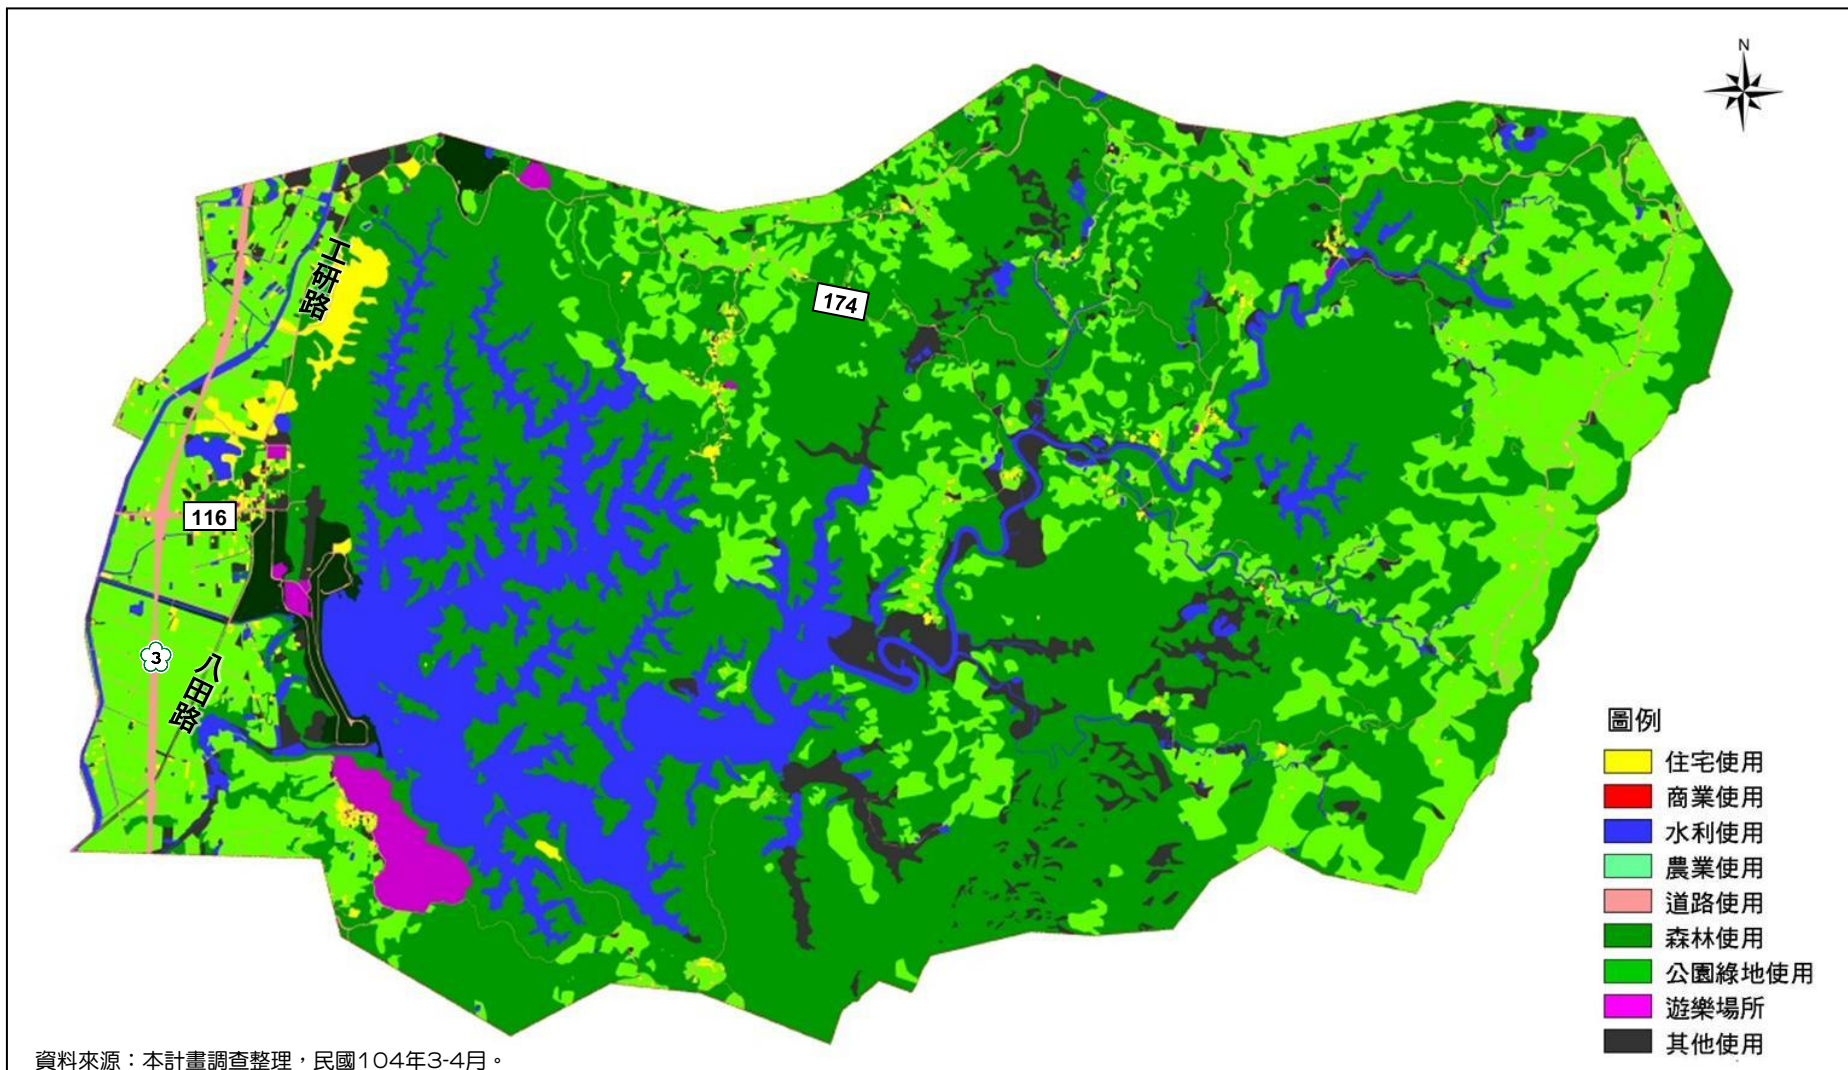 N
工研路
174
116
3
八田路
圖例
住宅使用
商業使用
水利使用
農業使用
道路使用
森林使用
公園綠地使用
遊樂場所
其他使用
資料來源：本計畫調查整理，民國104年3-4月。